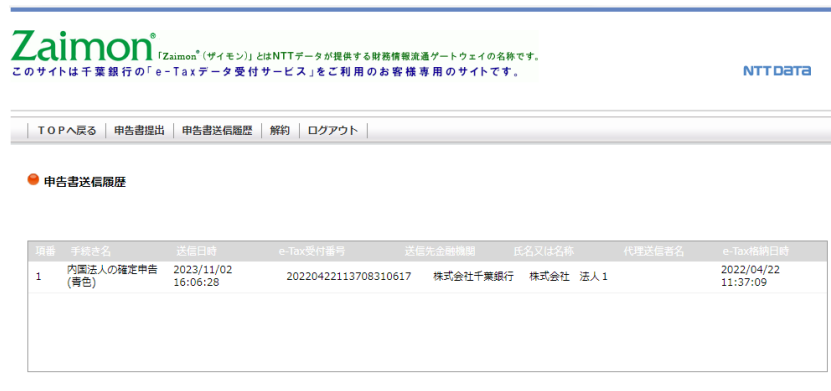 Zaimon®「Zaimon®(ザイモン)」とはNTTデータが提供する財務情報流通ゲートウェイの名称です。
このサイトは千葉銀行の「e-Taxデータ受付サービス」をご利用のお客様専用のサイトです。
NTT DATA
TOPへ戻る 申告書提出 申告書送信履歴 解約 ログアウト
申告書送信履歴
項番 手続き名 送信日時 e-Tax受付番号 送信先金融機関 氏名又は名称 代理送信者名 e-Tax格納日時
1 内国法人の確定申告 2023/11/02 20220422113708310617 株式会社千葉銀行 株式会社 法人1 2022/04/22
(青色) 16:06:28 11:37:09